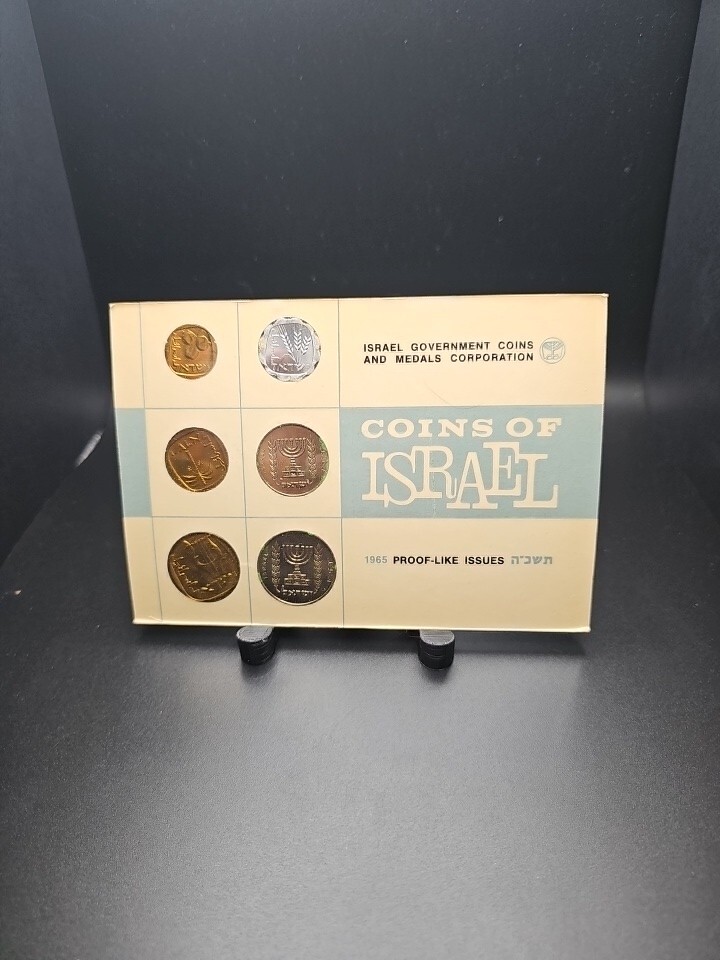 ISRAEL GOVERNMENT COINS
AND MEDALS CORPORATION
COINS OF
ISRAEL
1965 PROOF-LIKE ISSUES תשכ"ה